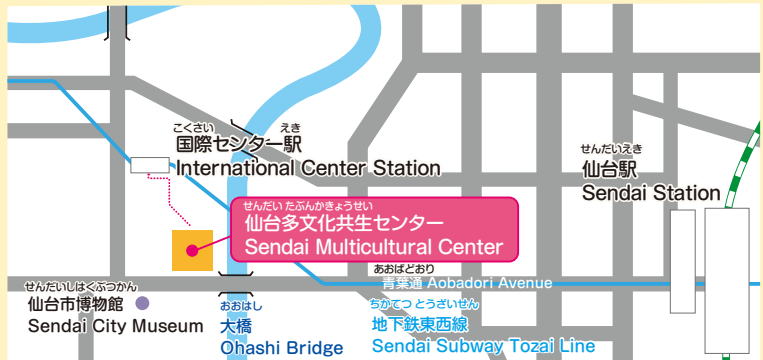 こくさい えき
国際センター駅
International Center Station
せんだいえき
仙台駅
Sendai Station
せんだい たぶんかきょうせい
仙台多文化共生センター
Sendai Multicultural Center
あおばどおり
青葉通 Aobadori Avenue
せんだいしはくぶつかん
仙台市博物館
Sendai City Museum
おおはし
大橋
Ohashi Bridge
ちかてつ とうざいせん
地下鉄東西線
Sendai Subway Tozai Line